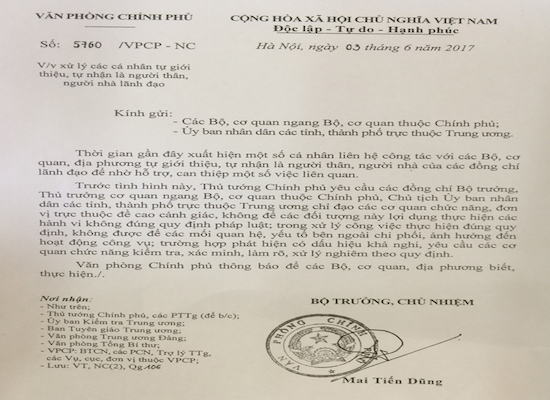 VĂN PHÒNG CHÍNH PHỦ
CỘNG HÒA XÃ HỘI CHỦ NGHĨA VIỆT NAM
Độc lập - Tự do - Hạnh phúc
Số: 5760 /VPCP - NC
Hà Nội, ngày 03 tháng 6 năm 2017
V/v xử lý các cá nhân tự giới
thiệu, tự nhận là người thân,
người nhà lãnh đạo
Kính gửi:
- Các Bộ, cơ quan ngang Bộ, cơ quan thuộc Chính phủ;
- Ủy ban nhân dân các tỉnh, thành phố trực thuộc Trung ương.
Thời gian gần đây xuất hiện một số cá nhân liên hệ công tác với các Bộ, cơ
quan, địa phương tự giới thiệu, tự nhận là người thân, người nhà của các đồng chí
lãnh đạo để nhờ hỗ trợ, can thiệp một số việc liên quan.
Trước tình hình này, Thủ tướng Chính phủ yêu cầu các đồng chí Bộ trưởng,
Thủ trưởng cơ quan ngang Bộ, cơ quan thuộc Chính phủ, Chủ tịch Ủy ban nhân
dân các tỉnh, thành phố trực thuộc Trung ương chỉ đạo các cơ quan chức năng, đơn
vị trực thuộc đề cao cảnh giác, không để các đối tượng này lợi dụng thực hiện các
hành vi không đúng quy định pháp luật; trong xử lý công việc thực hiện đúng quy
định, không được để các mối quan hệ, yếu tố bên ngoài chi phối, ảnh hưởng đến
hoạt động công vụ; trường hợp phát hiện có dấu hiệu khả nghi, yêu cầu các cơ
quan chức năng kiểm tra, xác minh, làm rõ, xử lý nghiêm theo quy định.
Văn phòng Chính phủ thông báo để các Bộ, cơ quan, địa phương biết,
thực hiện./.
Nơi nhận:
- Như trên;
- Thủ tướng Chính phủ, các PTTg (để b/c);
- Ủy ban Kiểm tra Trung ương;
- Ban Tuyên giáo Trung ương;
- Văn phòng Trung ương Đảng;
- Văn phòng Tổng Bí thư;
- VPCP: BTCN, các PCN, Trợ lý TTg,
các Vụ, cục, đơn vị thuộc VPCP;
- Lưu: VT, NC(2), Qg 106
BỘ TRƯỞNG, CHỦ NHIỆM
VĂN PHÒNG CHÍNH PHỦ
Mai Tiến Dũng